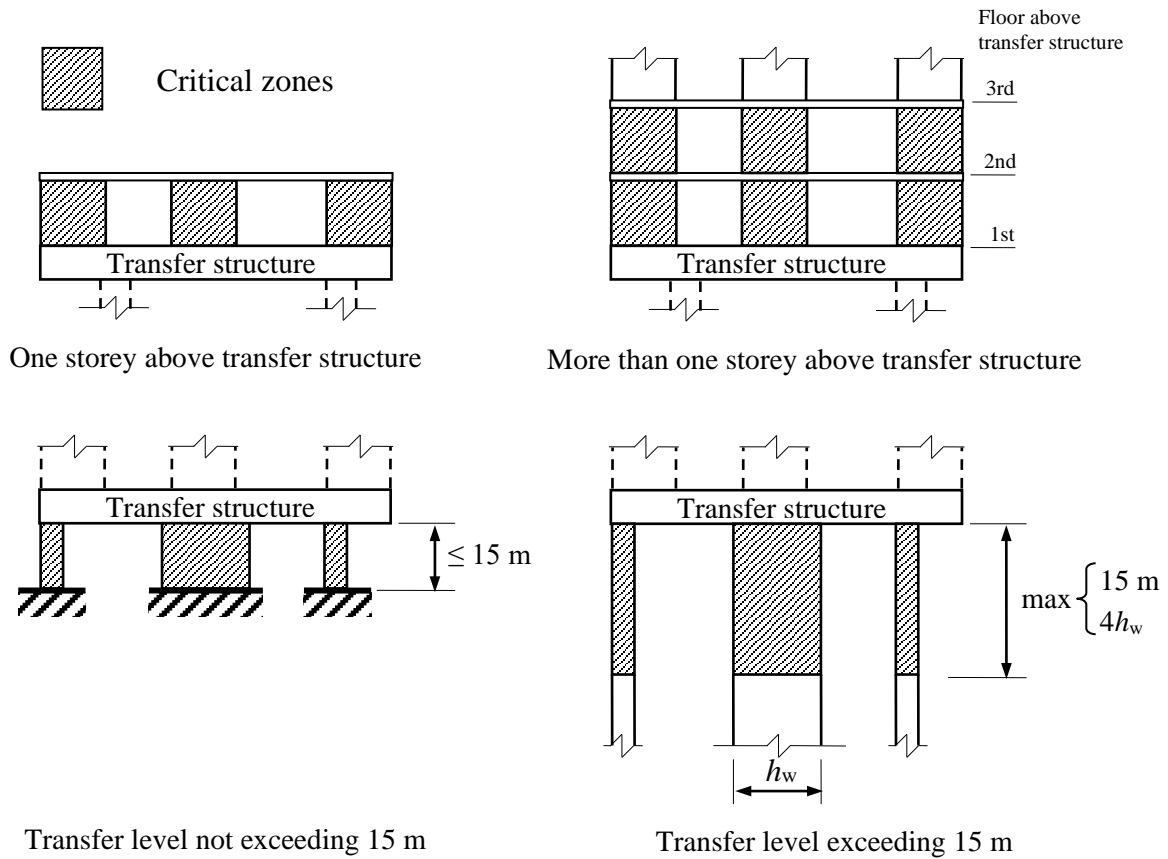 Critical zones
Transfer structure
One storey above transfer structure
Floor above
transfer structure
3rd
2nd
1st
Transfer structure
More than one storey above transfer structure
Transfer structure
≤ 15 m
Transfer level not exceeding 15 m
Transfer structure
max { 15 m
4hw
hw
Transfer level exceeding 15 m